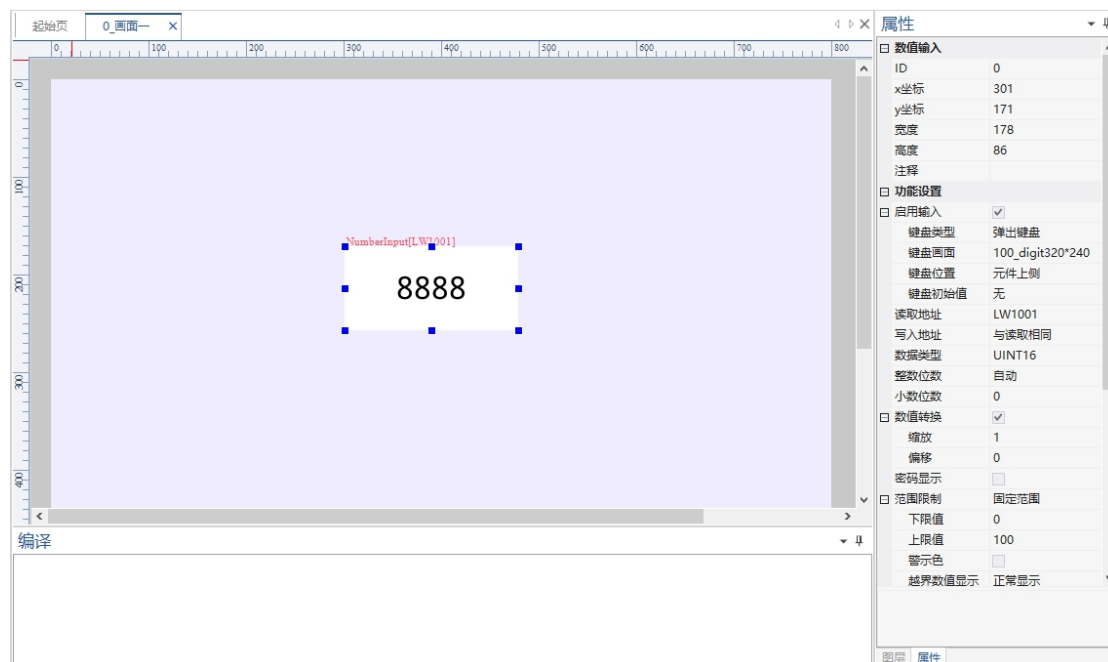 起始页
0_画面一
0
100
200
300
400
500
600
700
800
0
100
200
300
400
NumberInput[LW1001]
8888
编译
属性
数值输入
ID 0
x坐标 301
y坐标 171
宽度 178
高度 86
注释
功能设置
启用输入
键盘类型 弹出键盘
键盘画面 100_digit320*240
键盘位置 元件上侧
键盘初始值 无
读取地址 LW1001
写入地址 与读取相同
数据类型 UINT16
整数位数 自动
小数位数 0
数值转换
缩放 1
偏移 0
密码显示
范围限制 固定范围
下限值 0
上限值 100
警示色
越界数值显示 正常显示
图层 属性